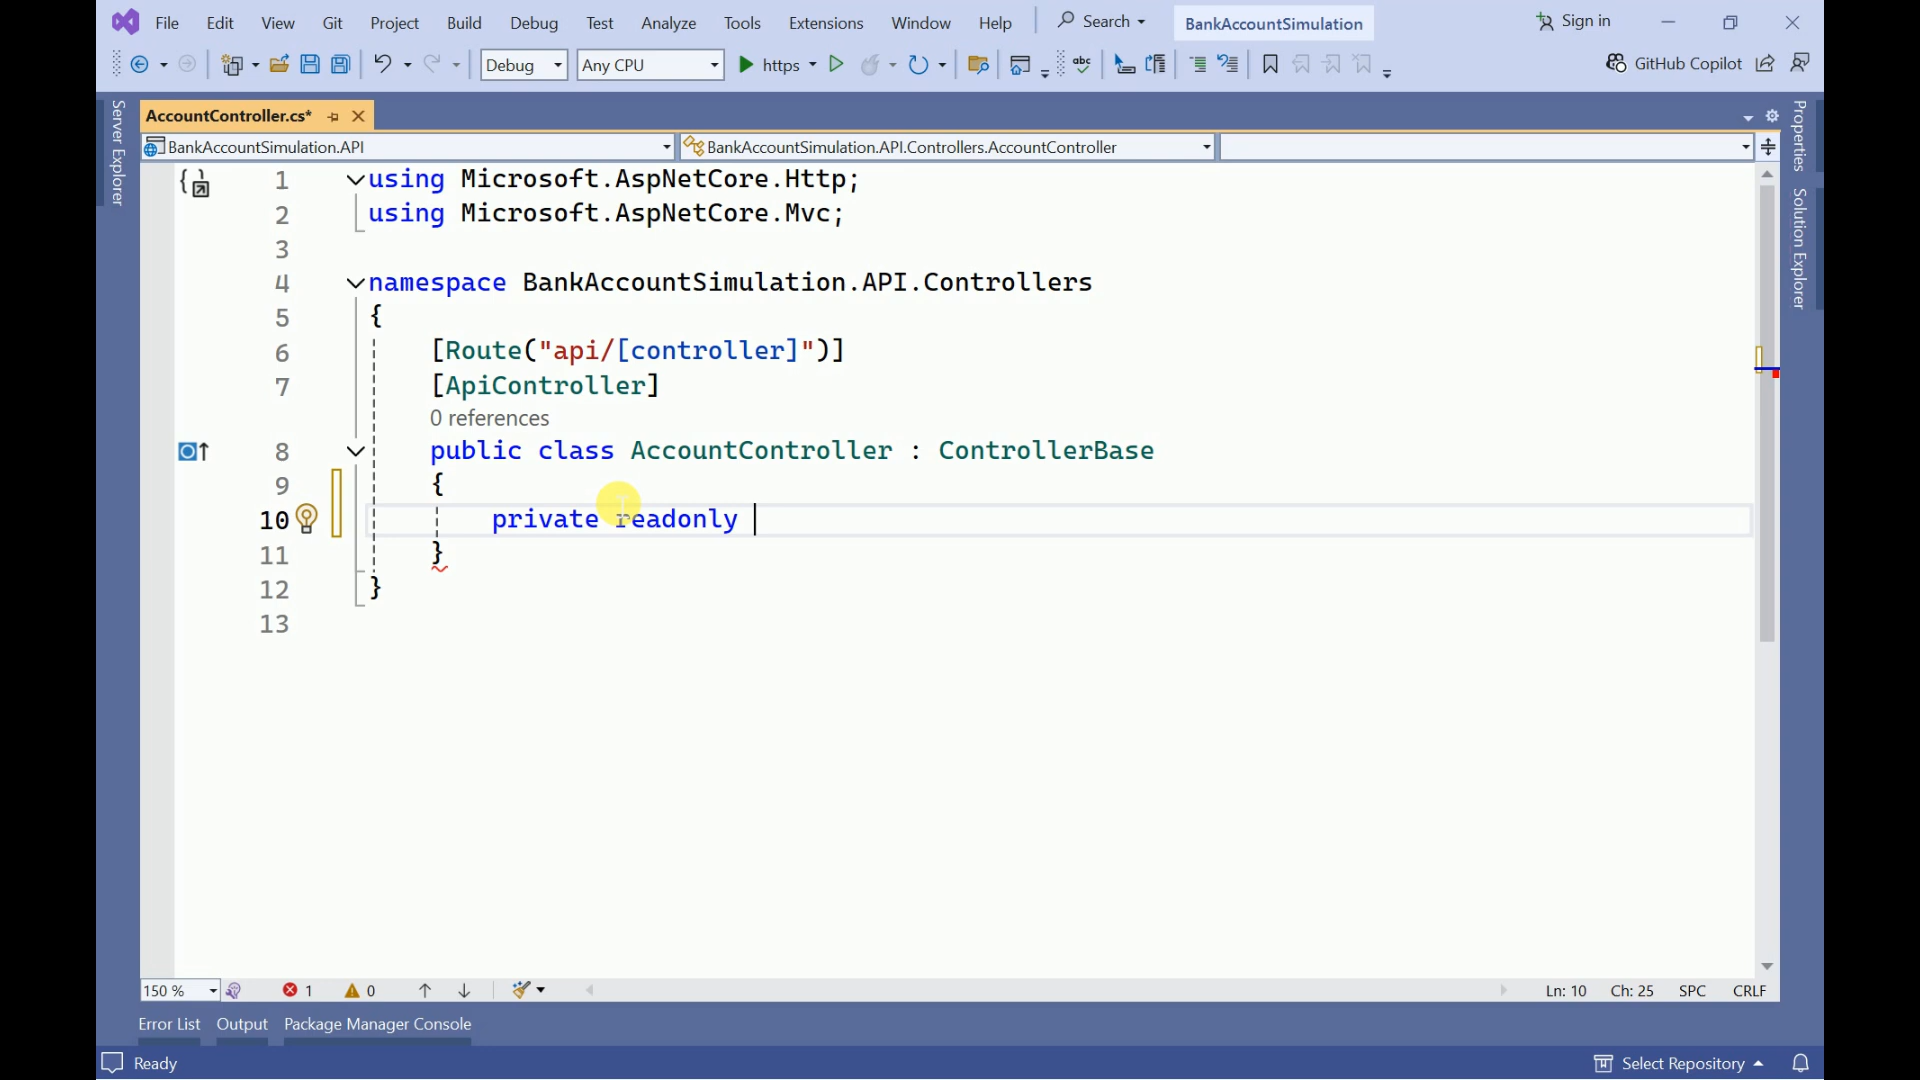 File Edit View Git Project Build Debug Test Analyze Tools Extensions Window Help Search BankAccountSimulation Sign in
Debug Any CPU https abc GitHub Copilot
Server Explorer
AccountController.cs*
BankAccountSimulation.API BankAccountSimulation.API.Controllers.AccountController
1 using Microsoft.AspNetCore.Http;
2 using Microsoft.AspNetCore.Mvc;
3
4 namespace BankAccountSimulation.API.Controllers
5 {
6 [Route("api/[controller]")]
7 [ApiController]
0 references
8 public class AccountController : ControllerBase
9 {
10 private readonly
11 }
12 }
13
Properties
Solution Explorer
150 % 1 0 Ln: 10 Ch: 25 SPC CRLF
Error List Output Package Manager Console
Ready Select Repository